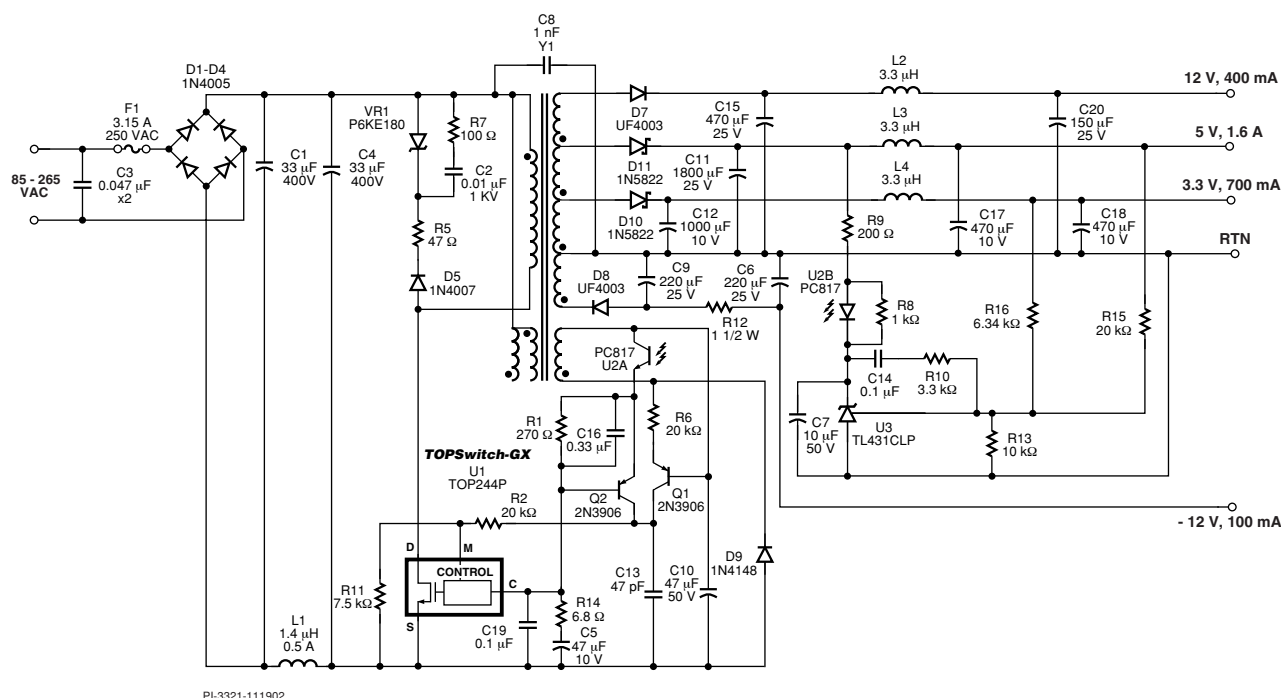 C8
1 nF
Y1
D1-D4
1N4005
F1
3.15 A
250 VAC
85 - 265
VAC
C3
0.047 µF
x2
C1
33 µF
400V
C4
33 µF
400V
VR1
P6KE180
R7
100 Ω
C2
0.01 µF
1 KV
R5
47 Ω
D5
1N4007
D7
UF4003
D11
1N5822
D10
1N5822
D8
UF4003
C15
470 µF
25 V
C11
1800 µF
25 V
C12
1000 µF
10 V
C9
220 µF
25 V
C6
220 µF
25 V
R12
1 1/2 W
L2
3.3 µH
L3
3.3 µH
L4
3.3 µH
12 V, 400 mA
C20
150 µF
25 V
5 V, 1.6 A
3.3 V, 700 mA
C17
470 µF
10 V
C18
470 µF
10 V
RTN
R9
200 Ω
U2B
PC817
R8
1 kΩ
R16
6.34 kΩ
R15
20 kΩ
C14
0.1 µF
R10
3.3 kΩ
C7
10 µF
50 V
U3
TL431CLP
R13
10 kΩ
- 12 V, 100 mA
PC817
U2A
R1
270 Ω
C16
0.33 µF
R6
20 kΩ
TOPSwitch-GX
U1
TOP244P
R2
20 kΩ
Q2
2N3906
Q1
2N3906
D
M
CONTROL
C
S
R11
7.5 kΩ
L1
1.4 µH
0.5 A
C19
0.1 µF
R14
6.8 Ω
C5
47 µF
10 V
C13
47 pF
C10
47 µF
50 V
D9
1N4148
PI-3321-111902